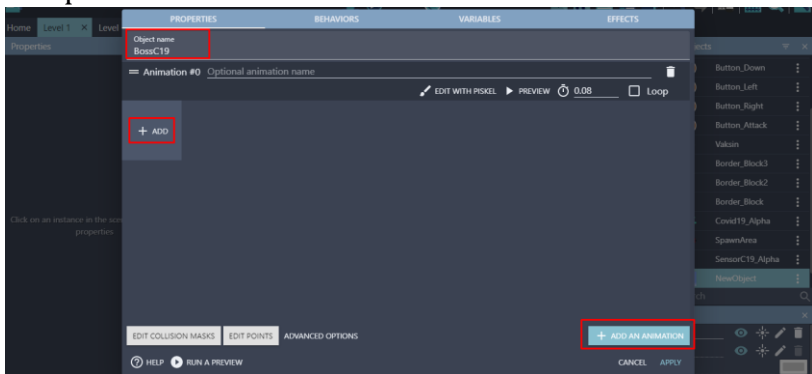 PROPERTIES BEHAVIORS VARIABLES EFFECTS
Home Level 1 × Level
Properties
Object name
BossC19
Animation #0 Optional animation name
EDIT WITH PISKEL PREVIEW 0.08 Loop
+ ADD
Button_Down
Button_Left
Button_Right
Button_Attack
Vaksin
Border_Block3
Border_Block2
Border_Block
Click on an instance in the
properties
Covid19_Alpha
SpawnArea
SensorC19_Alpha
NewObject
EDIT COLLISION MASKS EDIT POINTS ADVANCED OPTIONS + ADD AN ANIMATION
HELP RUN A PREVIEW CANCEL APPLY